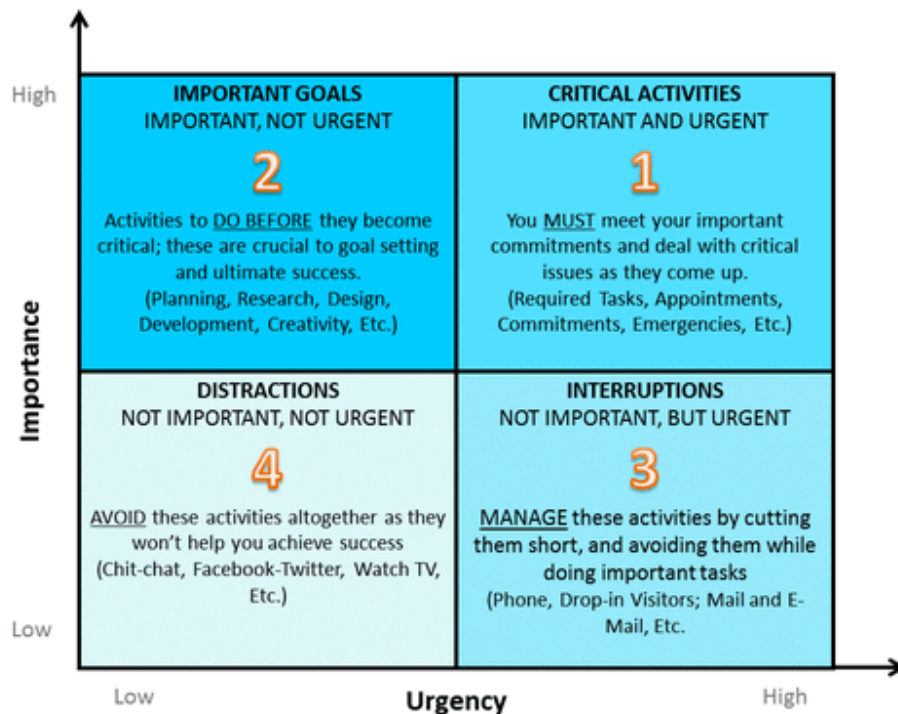 High
IMPORTANT GOALS
IMPORTANT, NOT URGENT
2
Activities to DO BEFORE they become
critical; these are crucial to goal setting
and ultimate success.
(Planning, Research, Design,
Development, Creativity, Etc.)
CRITICAL ACTIVITIES
IMPORTANT AND URGENT
1
You MUST meet your important
commitments and deal with critical
issues as they come up.
(Required Tasks, Appointments,
Commitments, Emergencies, Etc.)
Importance
DISTRACTIONS
NOT IMPORTANT, NOT URGENT
4
AVOID these activities altogether as they
won't help you achieve success
(Chit-chat, Facebook-Twitter, Watch TV,
Etc.)
INTERRUPTIONS
NOT IMPORTANT, BUT URGENT
3
MANAGE these activities by cutting
them short, and avoiding them while
doing important tasks
(Phone, Drop-in Visitors; Mail and E-
Mail, Etc.
Low
Low
Urgency
High